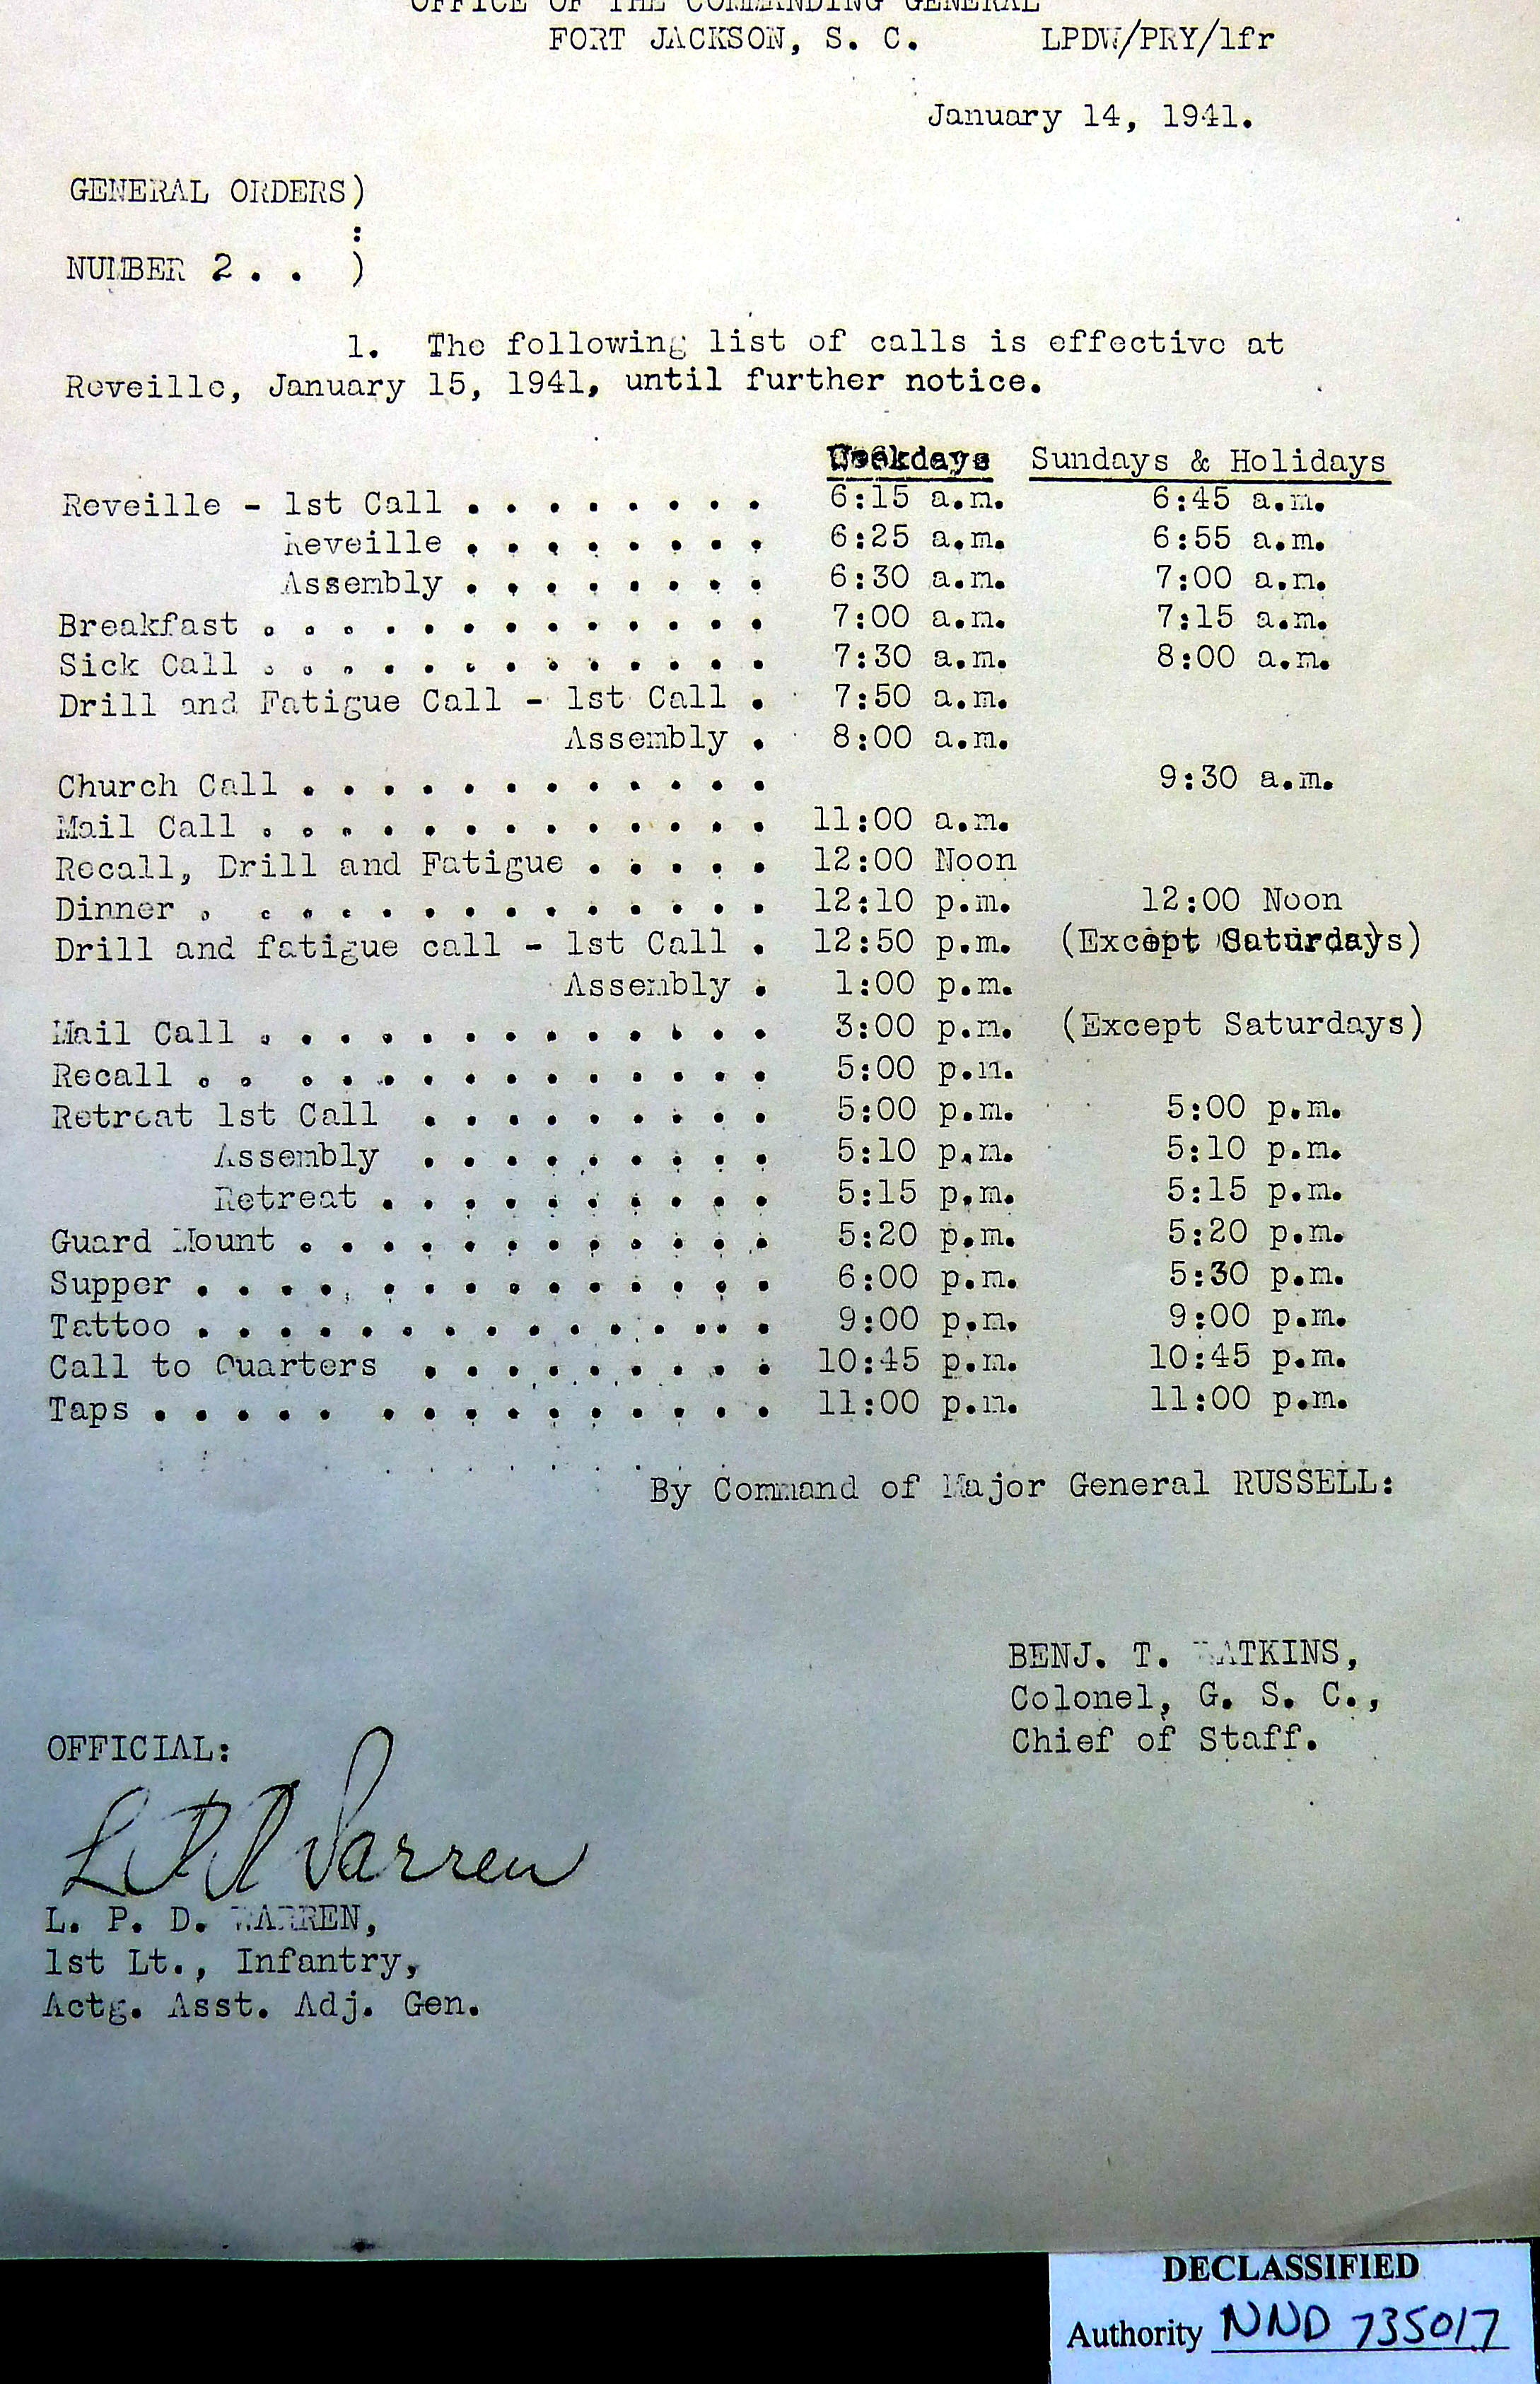 OFFICE OF THE COMMANDING GENERAL
FORT JACKSON, S. C. LPDW/PRY/lfr
January 14, 1941.
GENERAL ORDERS)
:
NUMBER 2 . . )
1. The following list of calls is effective at
Reveille, January 15, 1941, until further notice.
Weekdays Sundays & Holidays
Reveille - 1st Call . . . . . . . . 6:15 a.m. 6:45 a.m.
Reveille . . . . . . . . 6:25 a.m. 6:55 a.m.
Assembly . . . . . . . . 6:30 a.m. 7:00 a.m.
Breakfast . . . . . . . . . . . . . 7:00 a.m. 7:15 a.m.
Sick Call . . . . . . . . . . . . . 7:30 a.m. 8:00 a.m.
Drill and Fatigue Call - 1st Call . 7:50 a.m.
Assembly . 8:00 a.m.
Church Call . . . . . . . . . . . . 9:30 a.m.
Mail Call . . . . . . . . . . . . . 11:00 a.m.
Recall, Drill and Fatigue . . . . . 12:00 Noon
Dinner . . . . . . . . . . . . . . 12:10 p.m. 12:00 Noon
Drill and fatigue call - 1st Call . 12:50 p.m. (Except Saturdays)
Assembly . 1:00 p.m.
Mail Call . . . . . . . . . . . . . 3:00 p.m. (Except Saturdays)
Recall . . . . . . . . . . . . . . 5:00 p.m.
Retreat 1st Call . . . . . . . . . 5:00 p.m. 5:00 p.m.
Assembly . . . . . . . . . 5:10 p.m. 5:10 p.m.
Retreat . . . . . . . . . . 5:15 p.m. 5:15 p.m.
Guard Mount . . . . . . . . . . . . 5:20 p.m. 5:20 p.m.
Supper . . . . . . . . . . . . . . 6:00 p.m. 5:30 p.m.
Tattoo . . . . . . . . . . . . . . . 9:00 p.m. 9:00 p.m.
Call to Quarters . . . . . . . . . 10:45 p.m. 10:45 p.m.
Taps . . . . . . . . . . . . . . . 11:00 p.m. 11:00 p.m.
By Command of Major General RUSSELL:
BENJ. T. WATKINS,
Colonel, G. S. C.,
Chief of Staff.
OFFICIAL:
L P D Warren
L. P. D. WARREN,
1st Lt., Infantry,
Actg. Asst. Adj. Gen.
DECLASSIFIED
Authority NND 735017